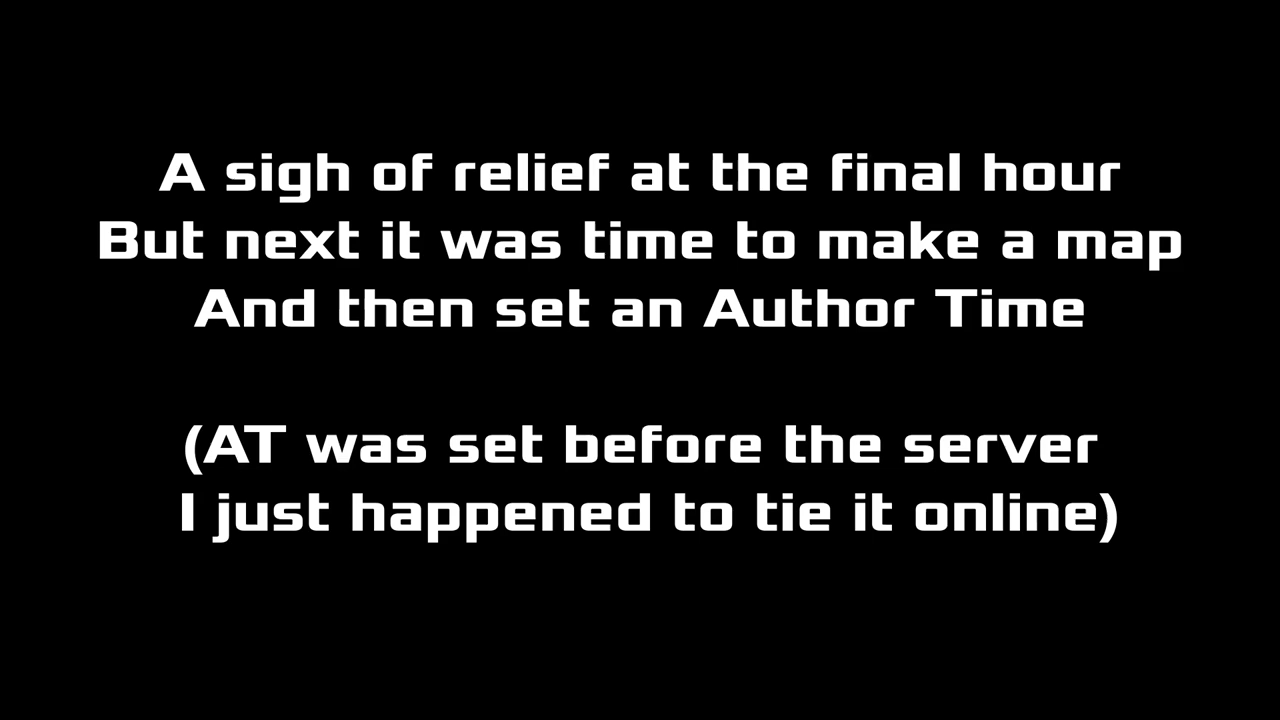 A sigh of relief at the final hour
But next it was time to make a map
And then set an Author Time
(AT was set before the server
I just happened to tie it online)